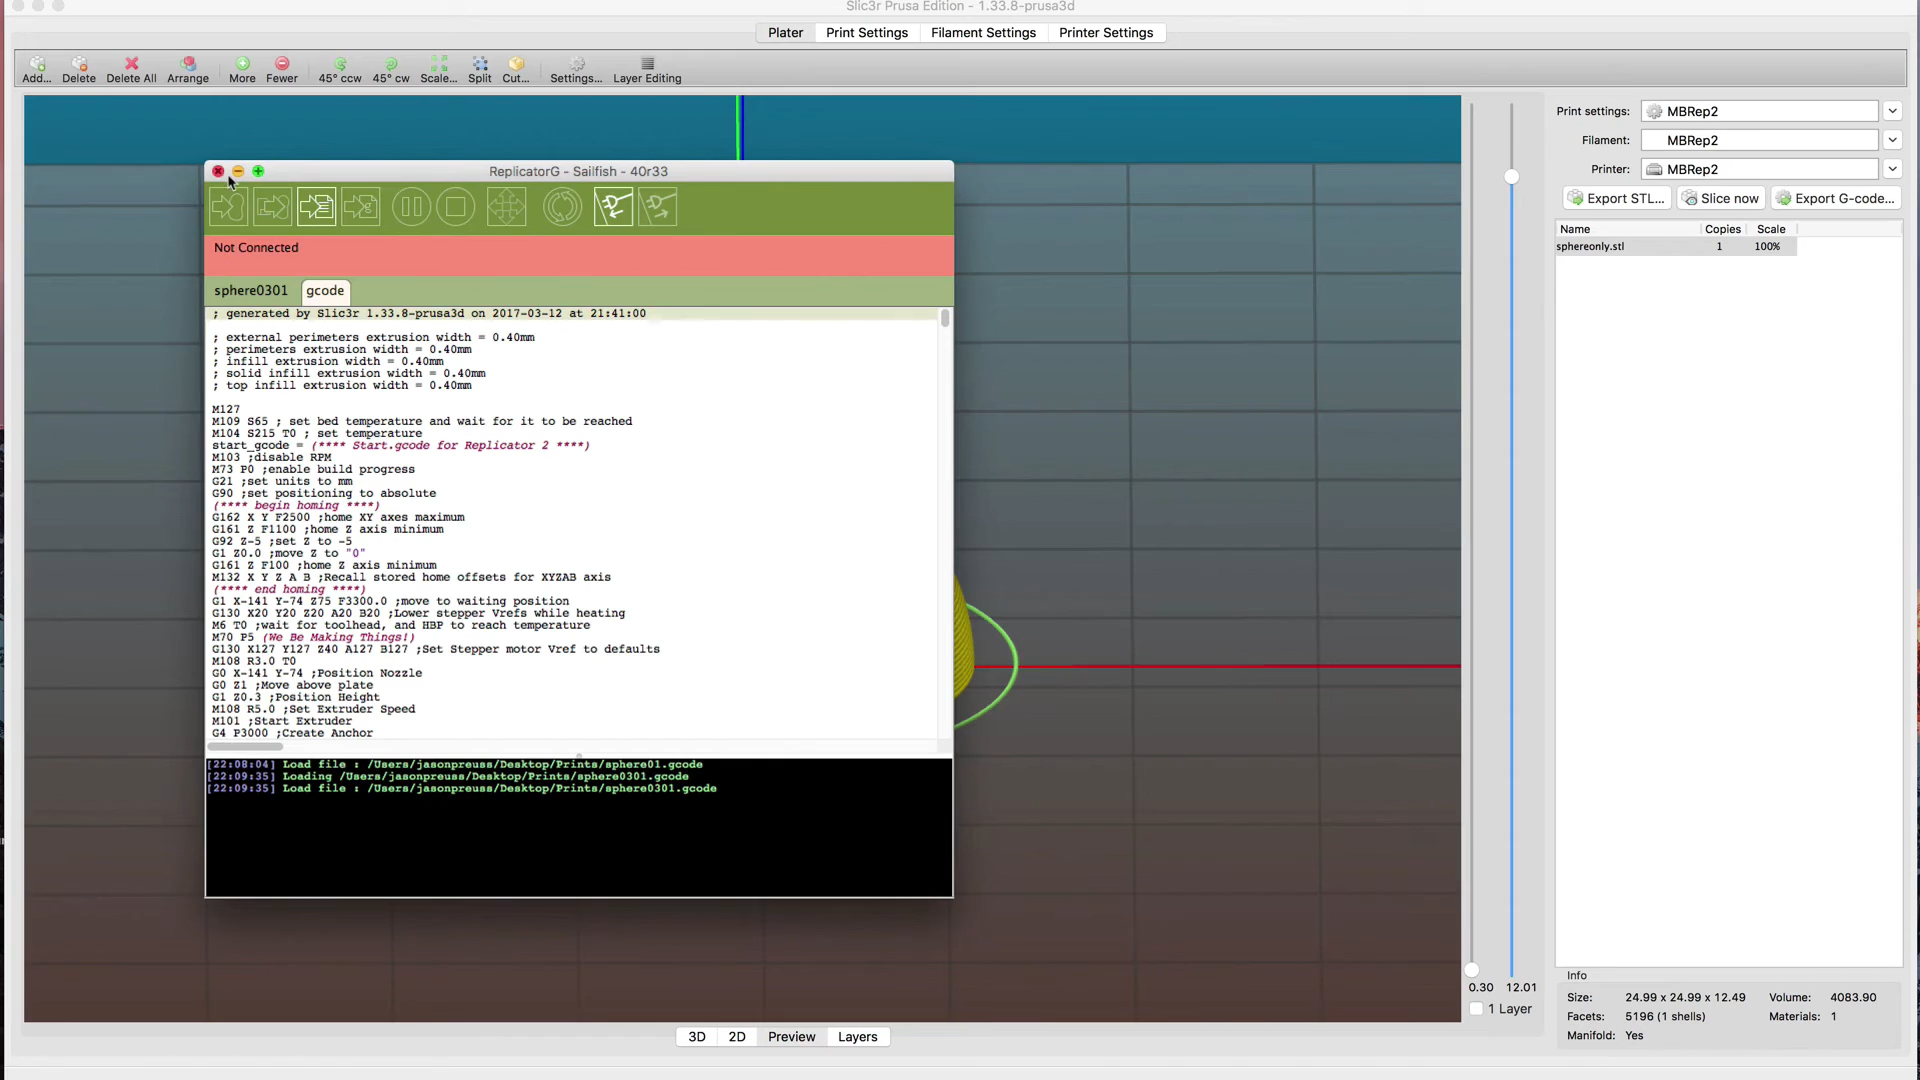 Slic3r Prusa Edition - 1.33.8-prusa3d
Plater Print Settings Filament Settings Printer Settings
Add... Delete Delete All Arrange More Fewer 45° ccw 45° cw Scale... Split Cut... Settings... Layer Editing
Print settings: MBRep2
Filament: MBRep2
Printer: MBRep2
Export STL... Slice now Export G-code...
Name Copies Scale
sphereonly.stl 1 100%
ReplicatorG - Sailfish - 40r33
Not Connected
sphere0301 gcode
; generated by Slic3r 1.33.8-prusa3d on 2017-03-12 at 21:41:00
; external perimeters extrusion width = 0.40mm
; perimeters extrusion width = 0.40mm
; infill extrusion width = 0.40mm
; solid infill extrusion width = 0.40mm
; top infill extrusion width = 0.40mm
M127
M109 S65 ; set bed temperature and wait for it to be reached
M104 S215 T0 ; set temperature
start_gcode = (**** Start.gcode for Replicator 2 ****)
M103 ;disable RPM
M73 P0 ;enable build progress
G21 ;set units to mm
G90 ;set positioning to absolute
(**** begin homing ****)
G162 X Y F2500 ;home XY axes maximum
G161 Z F1100 ;home Z axis minimum
G92 Z-5 ;set Z to -5
G1 Z0.0 ;move Z to "0"
G161 Z F100 ;home Z axis minimum
M132 X Y Z A B ;Recall stored home offsets for XYZAB axis
(**** end homing ****)
G1 X-141 Y-74 Z75 F3300.0 ;move to waiting position
G130 X20 Y20 Z20 A20 B20 ;Lower stepper Vrefs while heating
M6 T0 ;wait for toolhead, and HBP to reach temperature
M70 P5 (We Be Making Things!)
G130 X127 Y127 Z40 A127 B127 ;Set Stepper motor Vref to defaults
M108 R3.0 T0
G0 X-141 Y-74 ;Position Nozzle
G0 Z1 ;Move above plate
G1 Z0.3 ;Position Height
M108 R5.0 ;Set Extruder Speed
M101 ;Start Extruder
G4 P3000 ;Create Anchor
[22:08:04] Load file : /Users/jasonpreuss/Desktop/Prints/sphere01.gcode
[22:09:35] Loading /Users/jasonpreuss/Desktop/Prints/sphere0301.gcode
[22:09:35] Load file : /Users/jasonpreuss/Desktop/Prints/sphere0301.gcode
0.30 12.01
1 Layer
Info
Size: 24.99 x 24.99 x 12.49 Volume: 4083.90
Facets: 5196 (1 shells) Materials: 1
Manifold: Yes
3D 2D Preview Layers